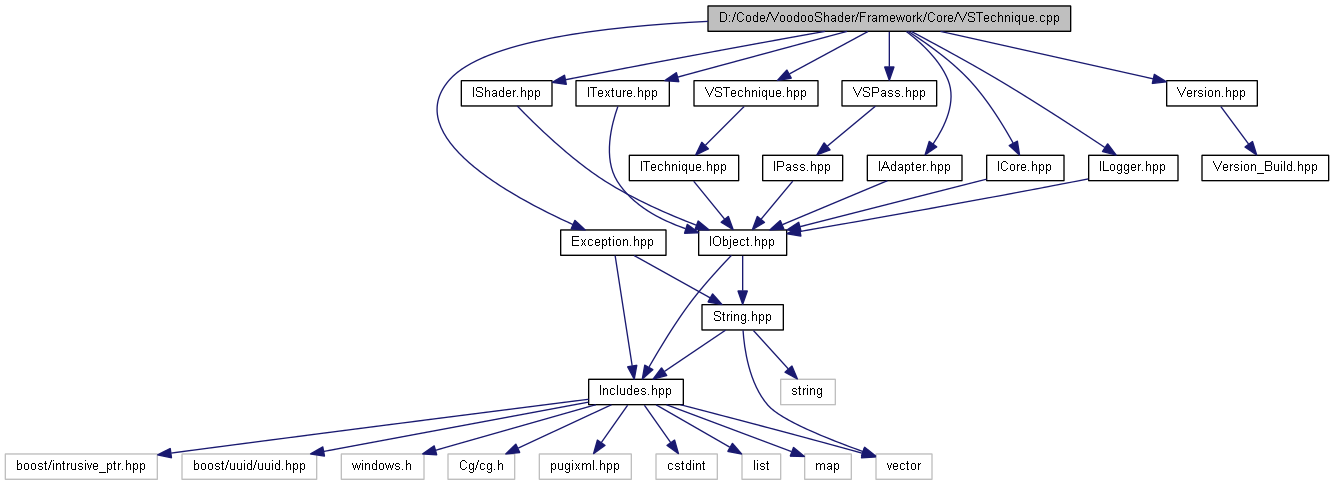 D:/Code/VoodooShader/Framework/Core/VSTechnique.cpp
IShader.hpp
ITexture.hpp
VSTechnique.hpp
VSPass.hpp
Version.hpp
ITechnique.hpp
IPass.hpp
IAdapter.hpp
ICore.hpp
ILogger.hpp
Version_Build.hpp
Exception.hpp
IObject.hpp
String.hpp
Includes.hpp
string
boost/intrusive_ptr.hpp
boost/uuid/uuid.hpp
windows.h
Cg/cg.h
pugixml.hpp
cstdint
list
map
vector